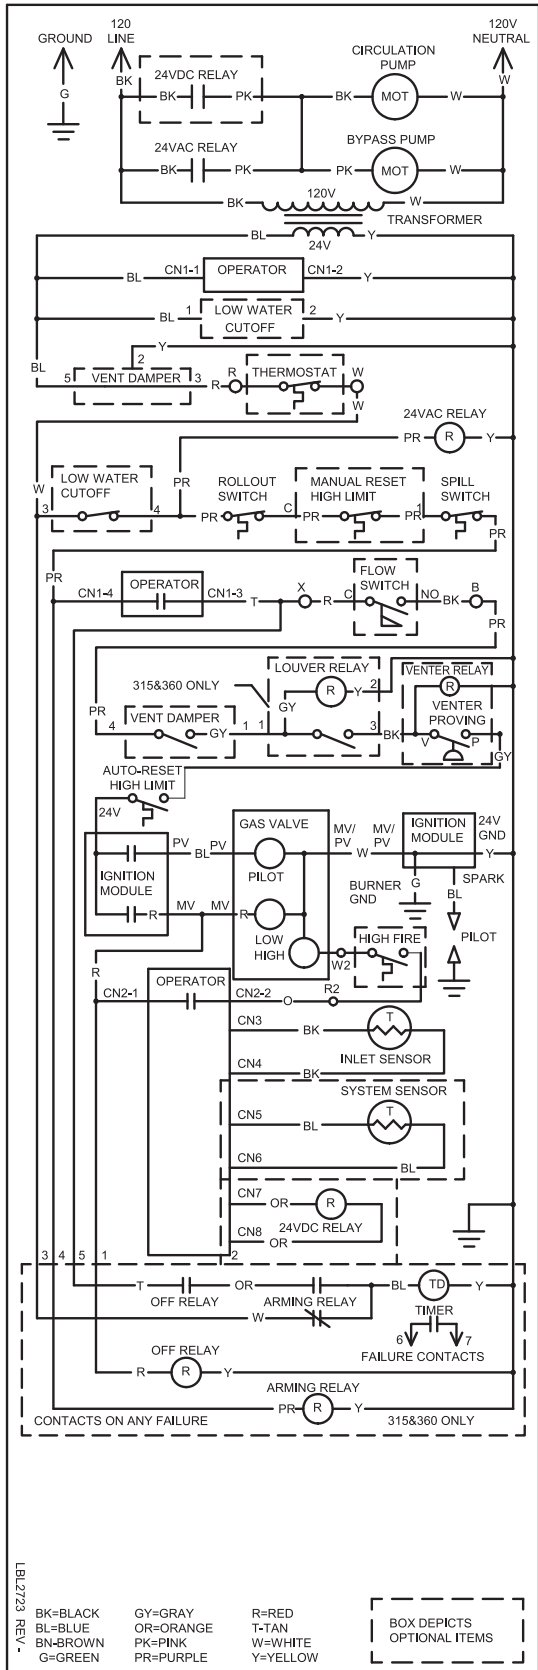 GROUND
120
LINE
120V
NEUTRAL
CIRCULATION
PUMP
BK
W
G
24VDC RELAY
BK
PK
BK
MOT
W
BYPASS PUMP
24VAC RELAY
BK
PK
PK
MOT
W
120V
BK
W
TRANSFORMER
BL
Y
24V
BL
CN1-1
OPERATOR
CN1-2
Y
BL
1
LOW WATER
CUTOFF
2
Y
Y
2
BL
5
VENT DAMPER
3
R
R
THERMOSTAT
W
W
24VAC RELAY
PR
R
Y
W
3
LOW WATER
CUTOFF
4
PR
PR
ROLLOUT
SWITCH
C
MANUAL RESET
HIGH LIMIT
PR
PR
1
SPILL
SWITCH
PR
PR
CN1-4
OPERATOR
CN1-3
T
X
R
C
FLOW
SWITCH
NO
BK
B
PR
315&360 ONLY
LOUVER RELAY
R
Y
2
GY
VENTER RELAY
R
VENTER
PROVING
PR
4
VENT DAMPER
GY
1
1
3
BK
V
P
GY
AUTO-RESET
HIGH LIMIT
24V
GAS VALVE
MV/
PV
MV/
PV
IGNITION
MODULE
24V
GND
PV
BL
PV
PILOT
W
Y
IGNITION
MODULE
BURNER
GND
G
BL
SPARK
R
MV
MV
R
LOW
HIGH
PILOT
W2
HIGH FIRE
R
CN2-1
OPERATOR
CN2-2
O
R2
CN3
BK
T
INLET SENSOR
CN4
BK
SYSTEM SENSOR
CN5
BL
T
CN6
BL
CN7
OR
R
24VDC RELAY
CN8
OR
3
4
5
1
2
T
OFF RELAY
OR
ARMING RELAY
BL
TD
Y
TIMER
W
6
7
FAILURE CONTACTS
OFF RELAY
R
R
Y
ARMING RELAY
PR
R
Y
CONTACTS ON ANY FAILURE
315&360 ONLY
LBL2723 REV -
BK=BLACK
GY=GRAY
R=RED
BL=BLUE
OR=ORANGE
T-TAN
BN-BROWN
PK=PINK
W=WHITE
G=GREEN
PR=PURPLE
Y=YELLOW
BOX DEPICTS
OPTIONAL ITEMS